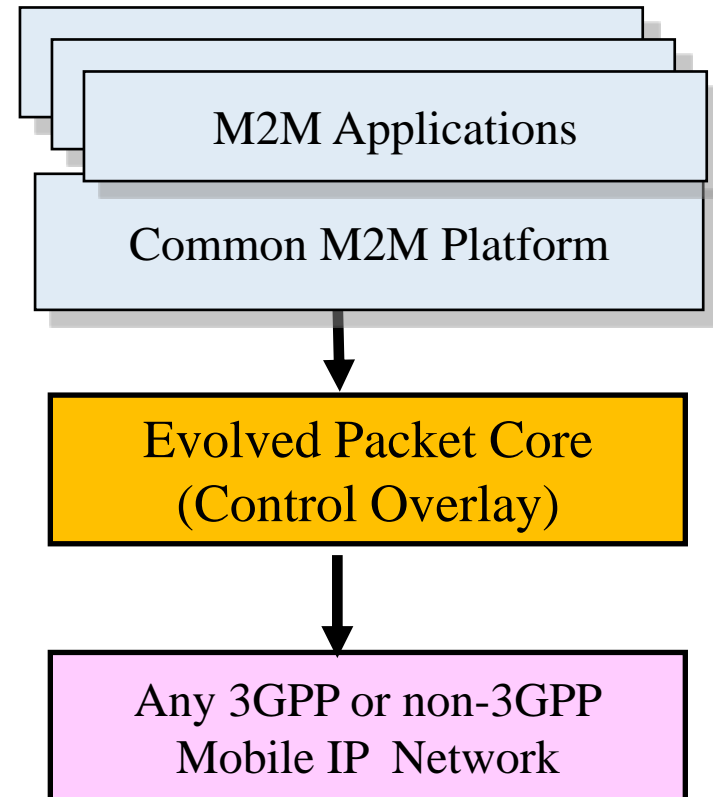 M2M Applications
Common M2M Platform
Evolved Packet Core
(Control Overlay)
Any 3GPP or non-3GPP
Mobile IP Network